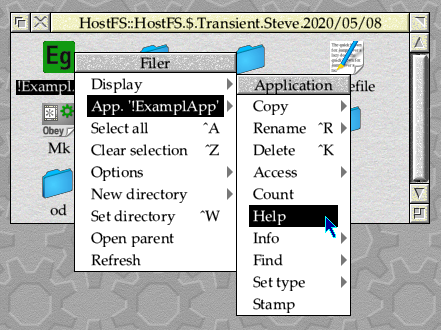 HostFS::HostFS.$.Transient.Steve.2020/05/08
Eg
!Exampl
efile
Obey
Mk
od
Filer
Display
App. '!ExamplApp'
Select all ^A
Clear selection ^Z
Options
New directory
Set directory ^W
Open parent
Refresh
Application
Copy
Rename ^R
Delete ^K
Access
Count
Help
Info
Find
Set type
Stamp